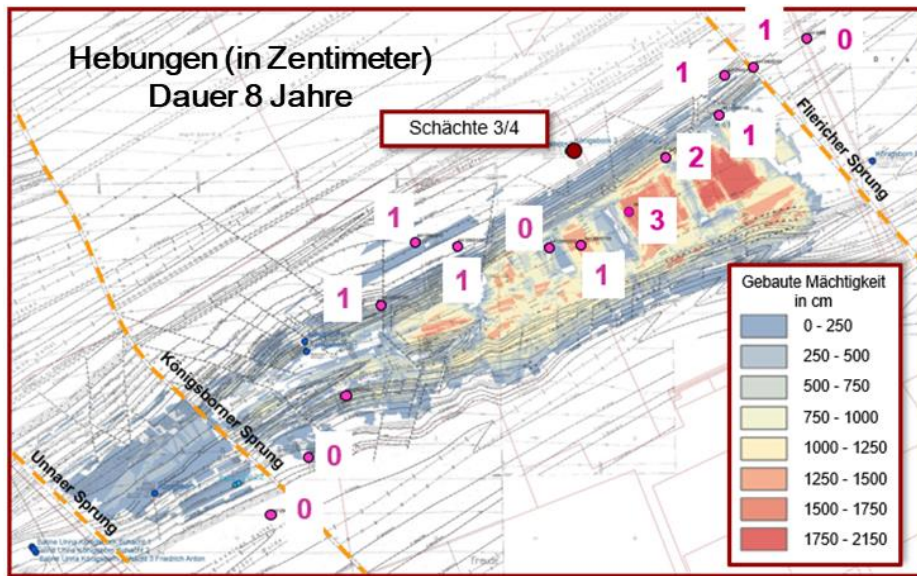 Hebungen (in Zentimeter)
Dauer 8 Jahre
Schächte 3/4
1
0
1
1
2
3
1
0
1
1
1
0
0
Fliericher Sprung
Königsborner Sprung
Unnaer Sprung
Gebaute Mächtigkeit
in cm
0 - 250
250 - 500
500 - 750
750 - 1000
1000 - 1250
1250 - 1500
1500 - 1750
1750 - 2150